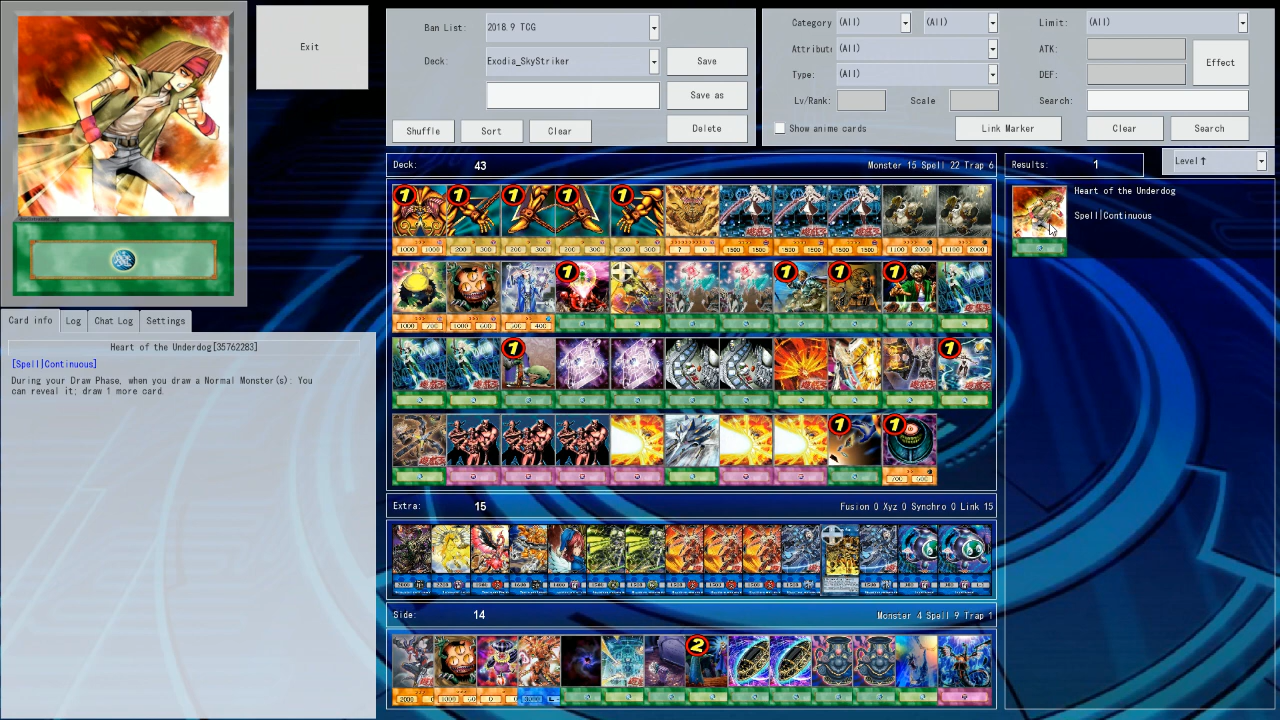 Exit
Ban List:
2018.9 TCG
Deck:
Exodia_SkyStriker
Save
Save as
Delete
Shuffle
Sort
Clear
Category
(All)
(All)
Limit:
(All)
Attribute
(All)
ATK:
Type:
(All)
DEF:
Effect
Lv/Rank:
Scale
Search:
Show anime cards
Link Marker
Clear
Search
Deck:
43
Monster 15 Spell 22 Trap 6
Results:
1
Level↑
Heart of the Underdog
Spell|Continuous
Card info
Log
Chat Log
Settings
Heart of the Underdog[35762283]
[Spell|Continuous]
During your Draw Phase, when you draw a Normal Monster(s): You
can reveal it; draw 1 more card.
Extra:
15
Fusion 0 Xyz 0 Synchro 0 Link 15
Side:
14
Monster 4 Spell 9 Trap 1